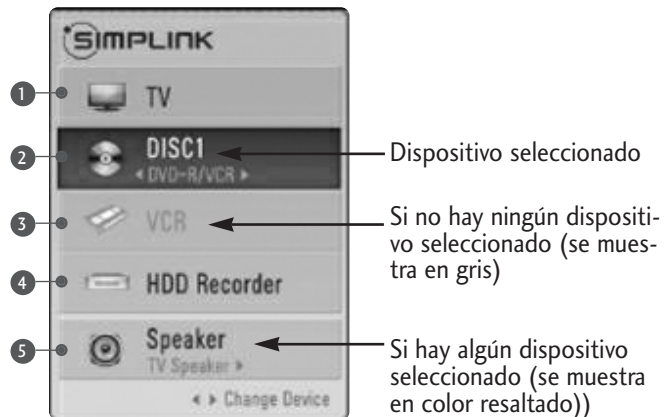 SIMPLINK
1 TV
2 DISC1
◂ DVD-R/VCR ▸
Dispositivo seleccionado
3 VCR
Si no hay ningún dispositi-
vo seleccionado (se mues-
tra en gris)
4 HDD Recorder
5 Speaker
TV Speaker ▸
Si hay algún dispositivo
seleccionado (se muestra
en color resaltado))
◂ ▸ Change Device